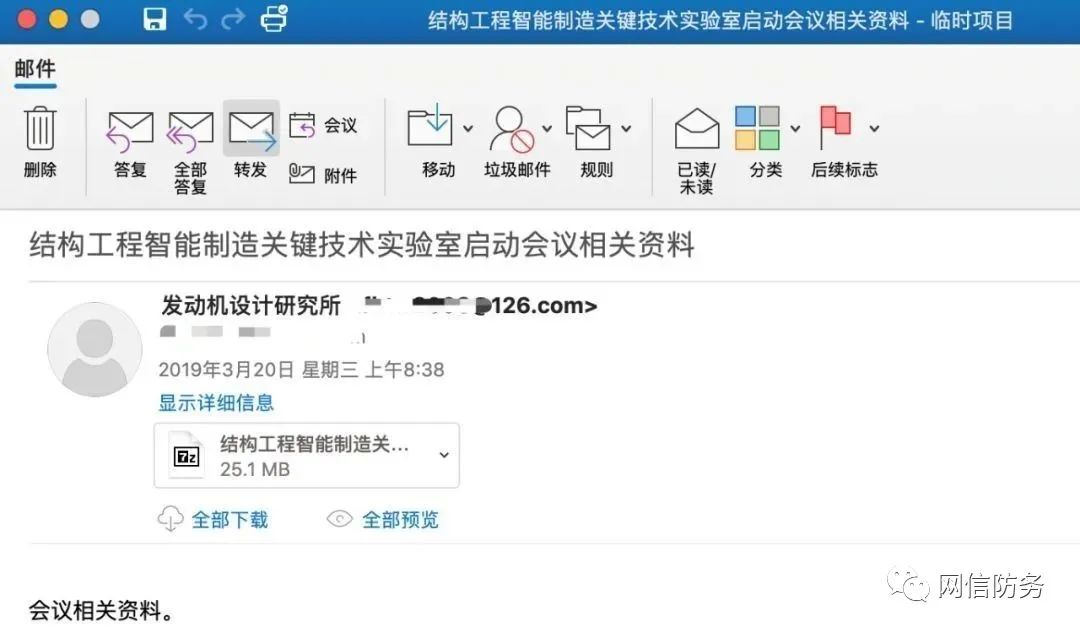 结构工程智能制造关键技术实验室启动会议相关资料 - 临时项目
邮件
删除
答复
全部答复
转发
会议
附件
移动
垃圾邮件
规则
已读/未读
分类
后续标志
结构工程智能制造关键技术实验室启动会议相关资料
发动机设计研究所 @126.com>
2019年3月20日 星期三 上午8:38
显示详细信息
7z
结构工程智能制造关...
25.1 MB
全部下载
全部预览
会议相关资料。
网信防务